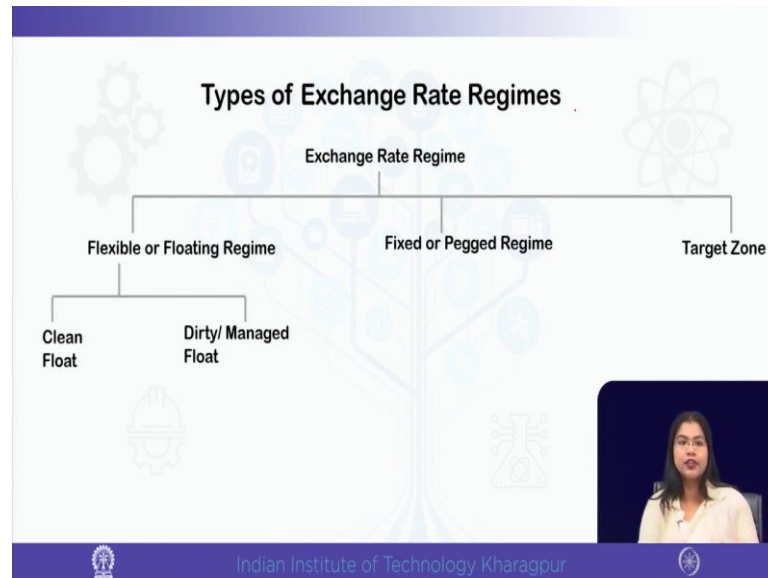 Types of Exchange Rate Regimes
Exchange Rate Regime
Flexible or Floating Regime
Fixed or Pegged Regime
Target Zone
Clean
Float
Dirty/ Managed
Float
Indian Institute of Technology Kharagpur